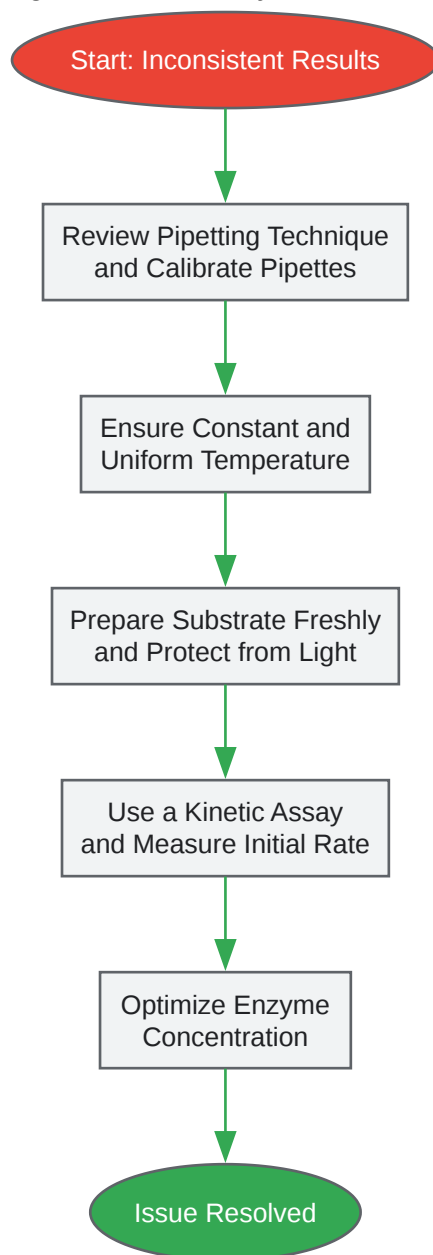 Start: Inconsistent Results
Review Pipetting Technique
and Calibrate Pipettes
Ensure Constant and
Uniform Temperature
Prepare Substrate Freshly
and Protect from Light
Use a Kinetic Assay
and Measure Initial Rate
Optimize Enzyme
Concentration
Issue Resolved